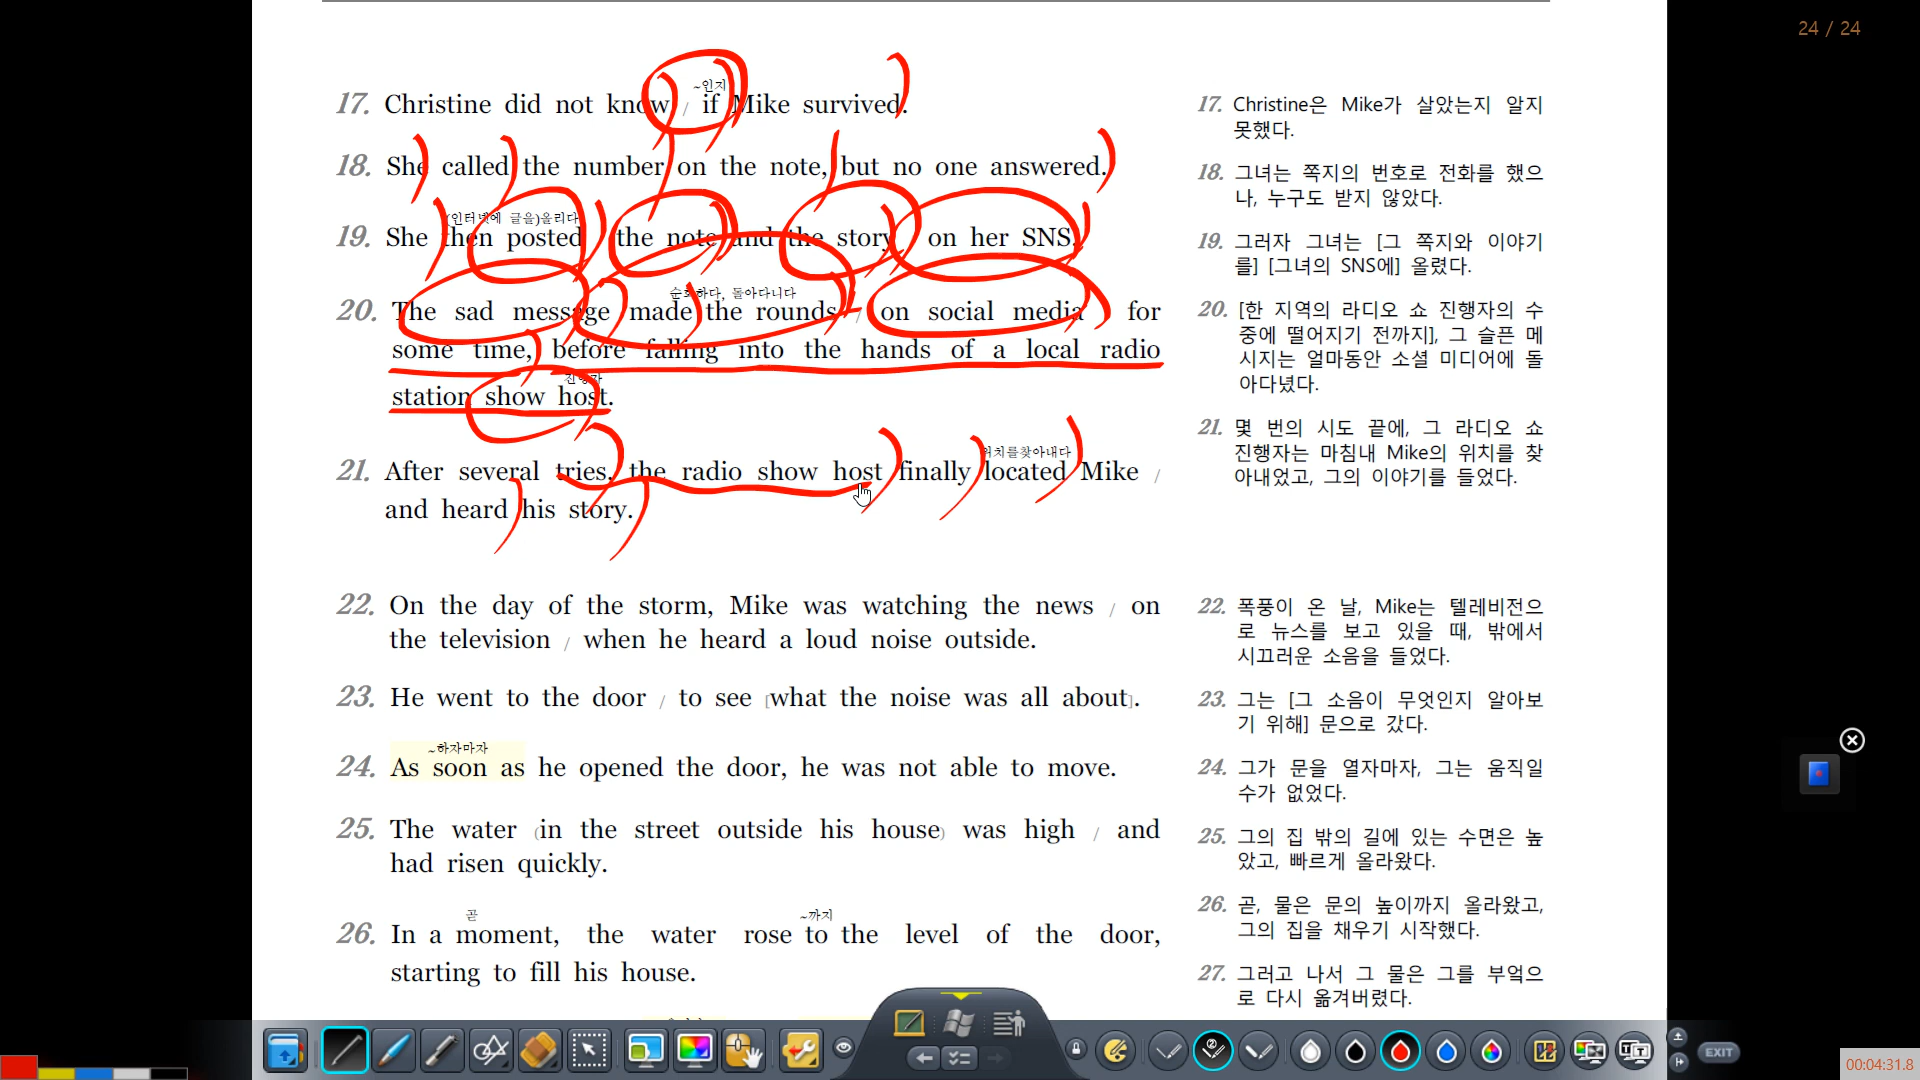 24 / 24
~인지
17. Christine did not know / if Mike survived.
18. She called the number on the note, but no one answered.
(인터넷에 글을)올리다
19. She then posted the note and the story on her SNS.
순회하다, 돌아다니다
20. The sad message made the rounds / on social media for
some time, before falling into the hands of a local radio
진행자
station show host.
위치를찾아내다
21. After several tries, the radio show host finally located Mike /
and heard his story.
22. On the day of the storm, Mike was watching the news / on
the television / when he heard a loud noise outside.
23. He went to the door / to see [what the noise was all about].
~하자마자
24. As soon as he opened the door, he was not able to move.
25. The water (in the street outside his house) was high / and
had risen quickly.
곧 ~까지
26. In a moment, the water rose to the level of the door,
starting to fill his house.
17. Christine은 Mike가 살았는지 알지
못했다.
18. 그녀는 쪽지의 번호로 전화를 했으
나, 누구도 받지 않았다.
19. 그러자 그녀는 [그 쪽지와 이야기
를] [그녀의 SNS에] 올렸다.
20. [한 지역의 라디오 쇼 진행자의 수
중에 떨어지기 전까지], 그 슬픈 메
시지는 얼마동안 소셜 미디어에 돌
아다녔다.
21. 몇 번의 시도 끝에, 그 라디오 쇼
진행자는 마침내 Mike의 위치를 찾
아내었고, 그의 이야기를 들었다.
22. 폭풍이 온 날, Mike는 텔레비전으
로 뉴스를 보고 있을 때, 밖에서
시끄러운 소음을 들었다.
23. 그는 [그 소음이 무엇인지 알아보
기 위해] 문으로 갔다.
24. 그가 문을 열자마자, 그는 움직일
수가 없었다.
25. 그의 집 밖의 길에 있는 수면은 높
았고, 빠르게 올라왔다.
26. 곧, 물은 문의 높이까지 올라왔고,
그의 집을 채우기 시작했다.
27. 그러고 나서 그 물은 그를 부엌으
로 다시 옮겨버렸다.
EXIT
00:04:31.8